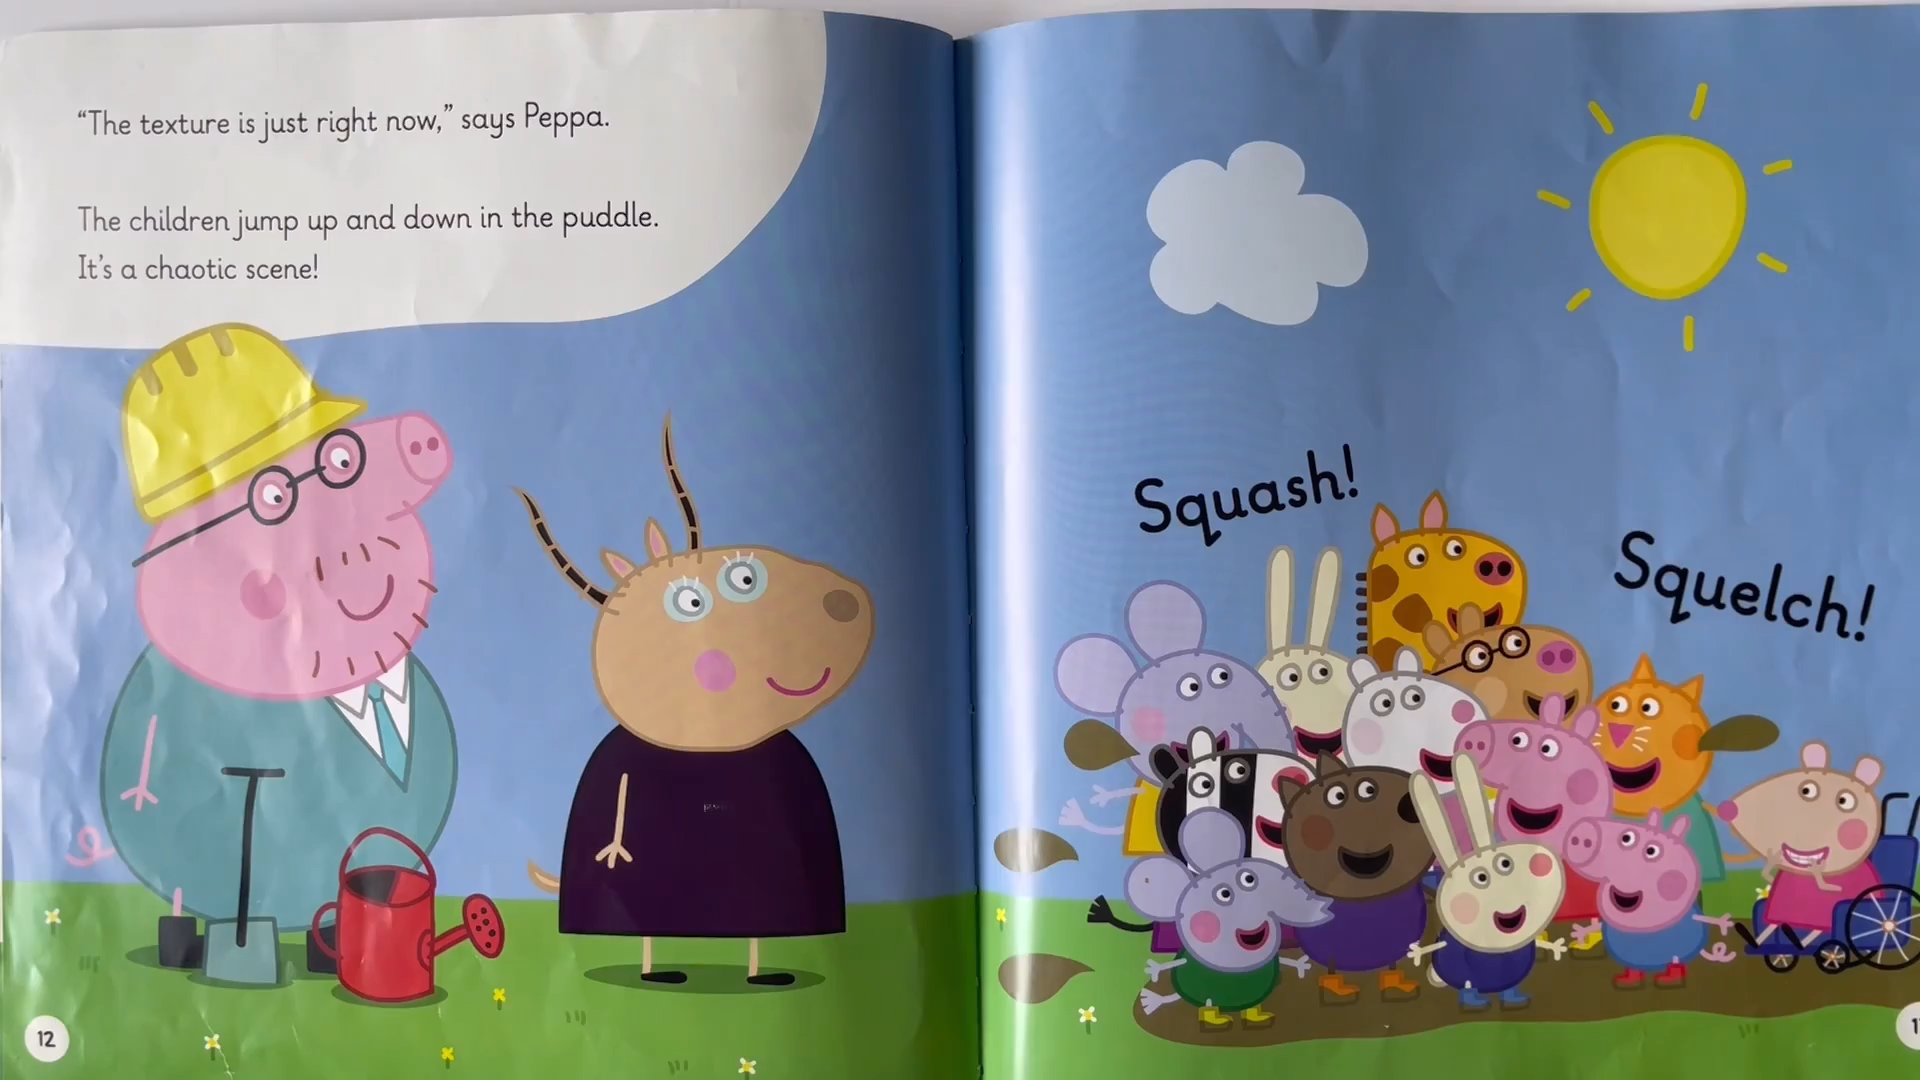 “The texture is just right now,” says Peppa.
The children jump up and down in the puddle.
It’s a chaotic scene!
Squash!
Squelch!
12